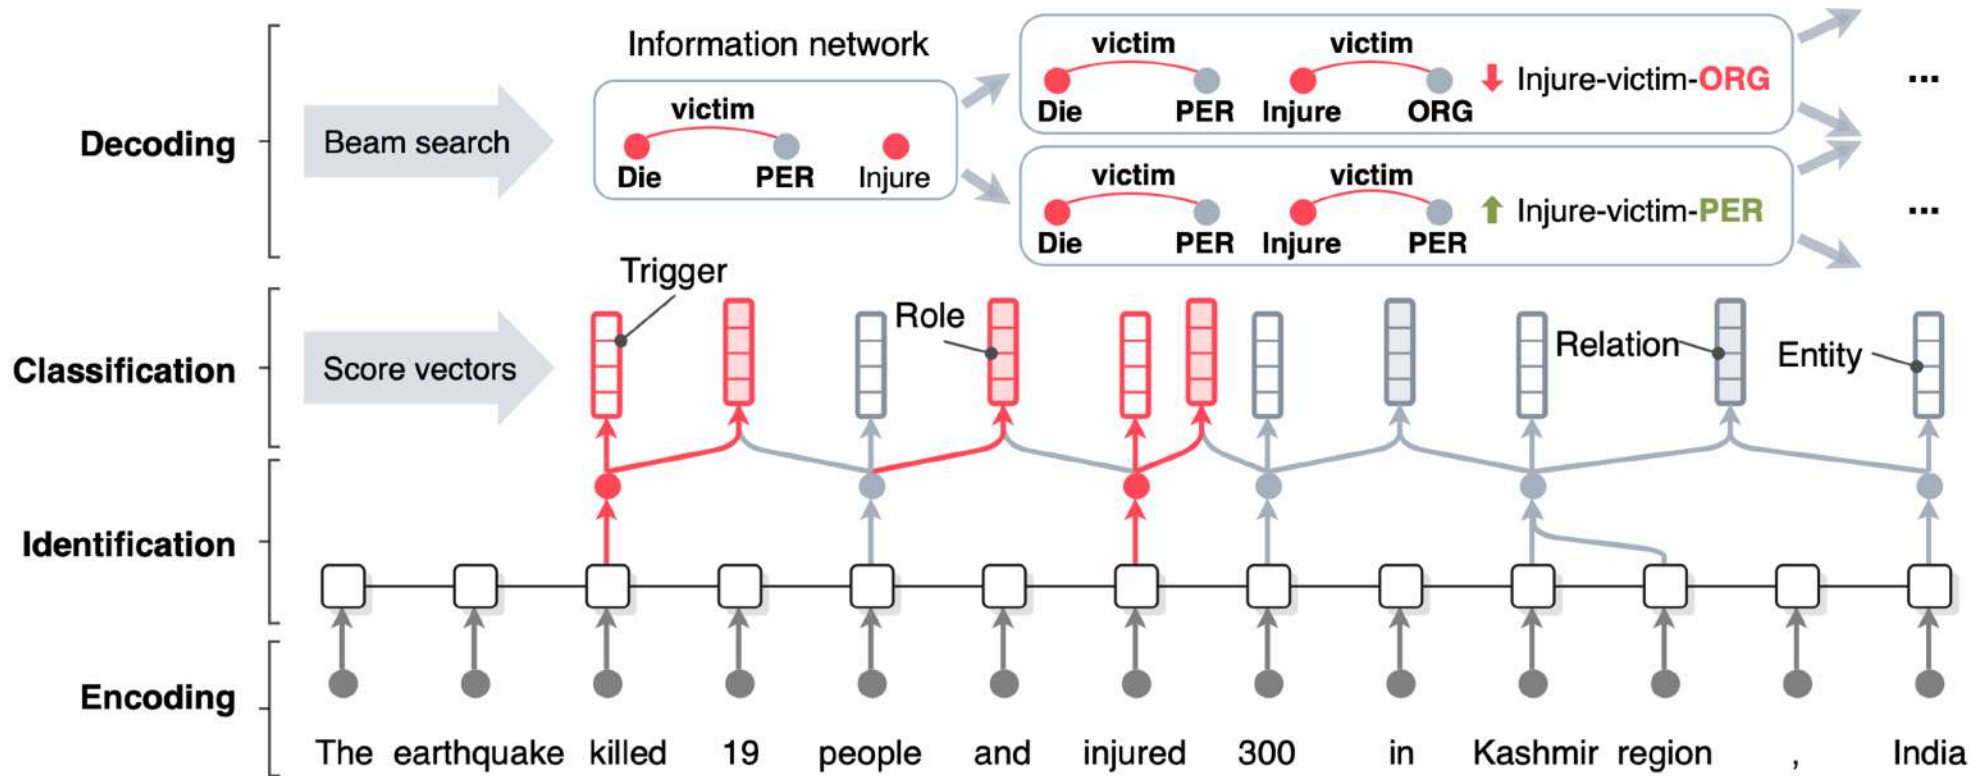 Information network
victim
victim
Die PER Injure ORG
Injure-victim-ORG
...
Decoding
Beam search
victim
Die PER Injure
victim
victim
Die PER Injure PER
Injure-victim-PER
...
Trigger
Role
Relation
Entity
Classification
Score vectors
Identification
Encoding
The earthquake killed 19 people and injured 300 in Kashmir region , India